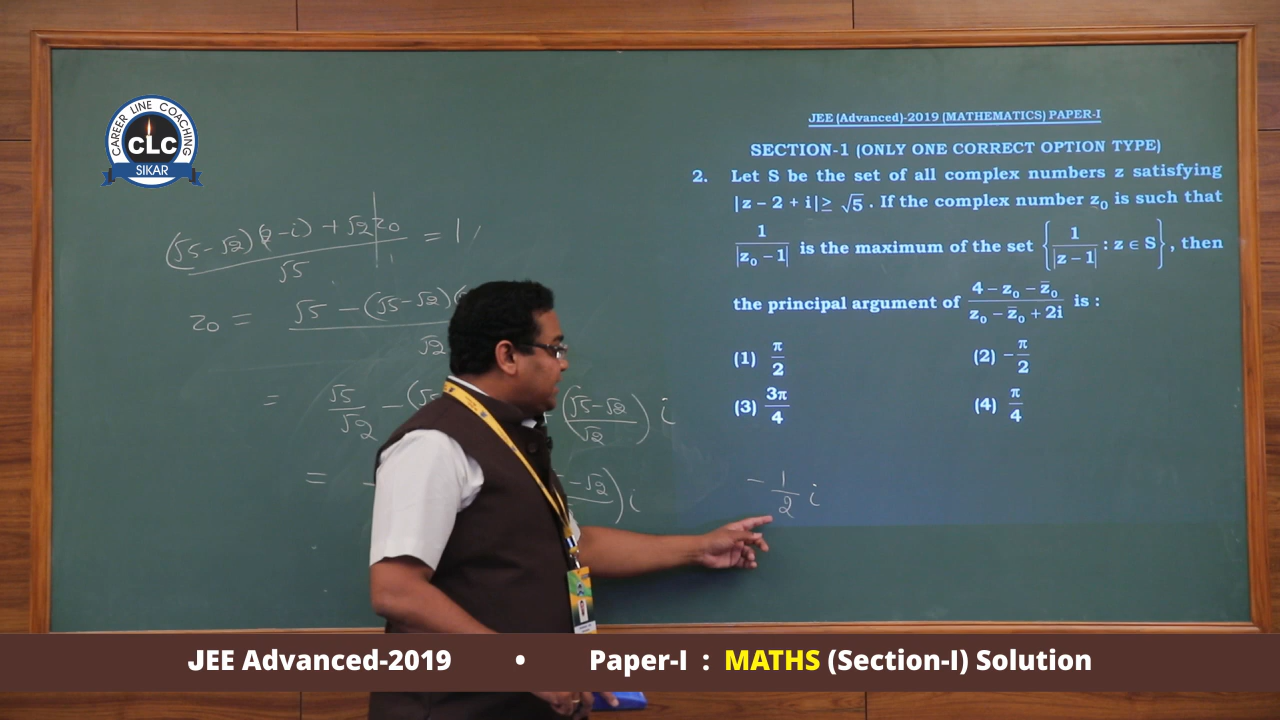 CAREER LINE COACHING
CLC
SIKAR
JEE (Advanced)-2019 (MATHEMATICS) PAPER-I
SECTION-1 (ONLY ONE CORRECT OPTION TYPE)
2. Let S be the set of all complex numbers z satisfying
|z – 2 + i| ≥ √5 . If the complex number z₀ is such that
1/|z₀ – 1| is the maximum of the set {1/|z – 1| : z ∈ S}, then
the principal argument of (4 – z₀ – z̄₀)/(z₀ – z̄₀ + 2i) is :
(1) π/2 (2) –π/2
(3) 3π/4 (4) π/4
(√5-√2)(2-i) + √2 z₀ / √5 = 1
z₀ = √5 - (√5-√2)( / √2
= √5/√2 - (√5 (√5-√2/√2) i
= - -√2) i
- 1/2 i
JEE Advanced-2019 • Paper-I : MATHS (Section-I) Solution